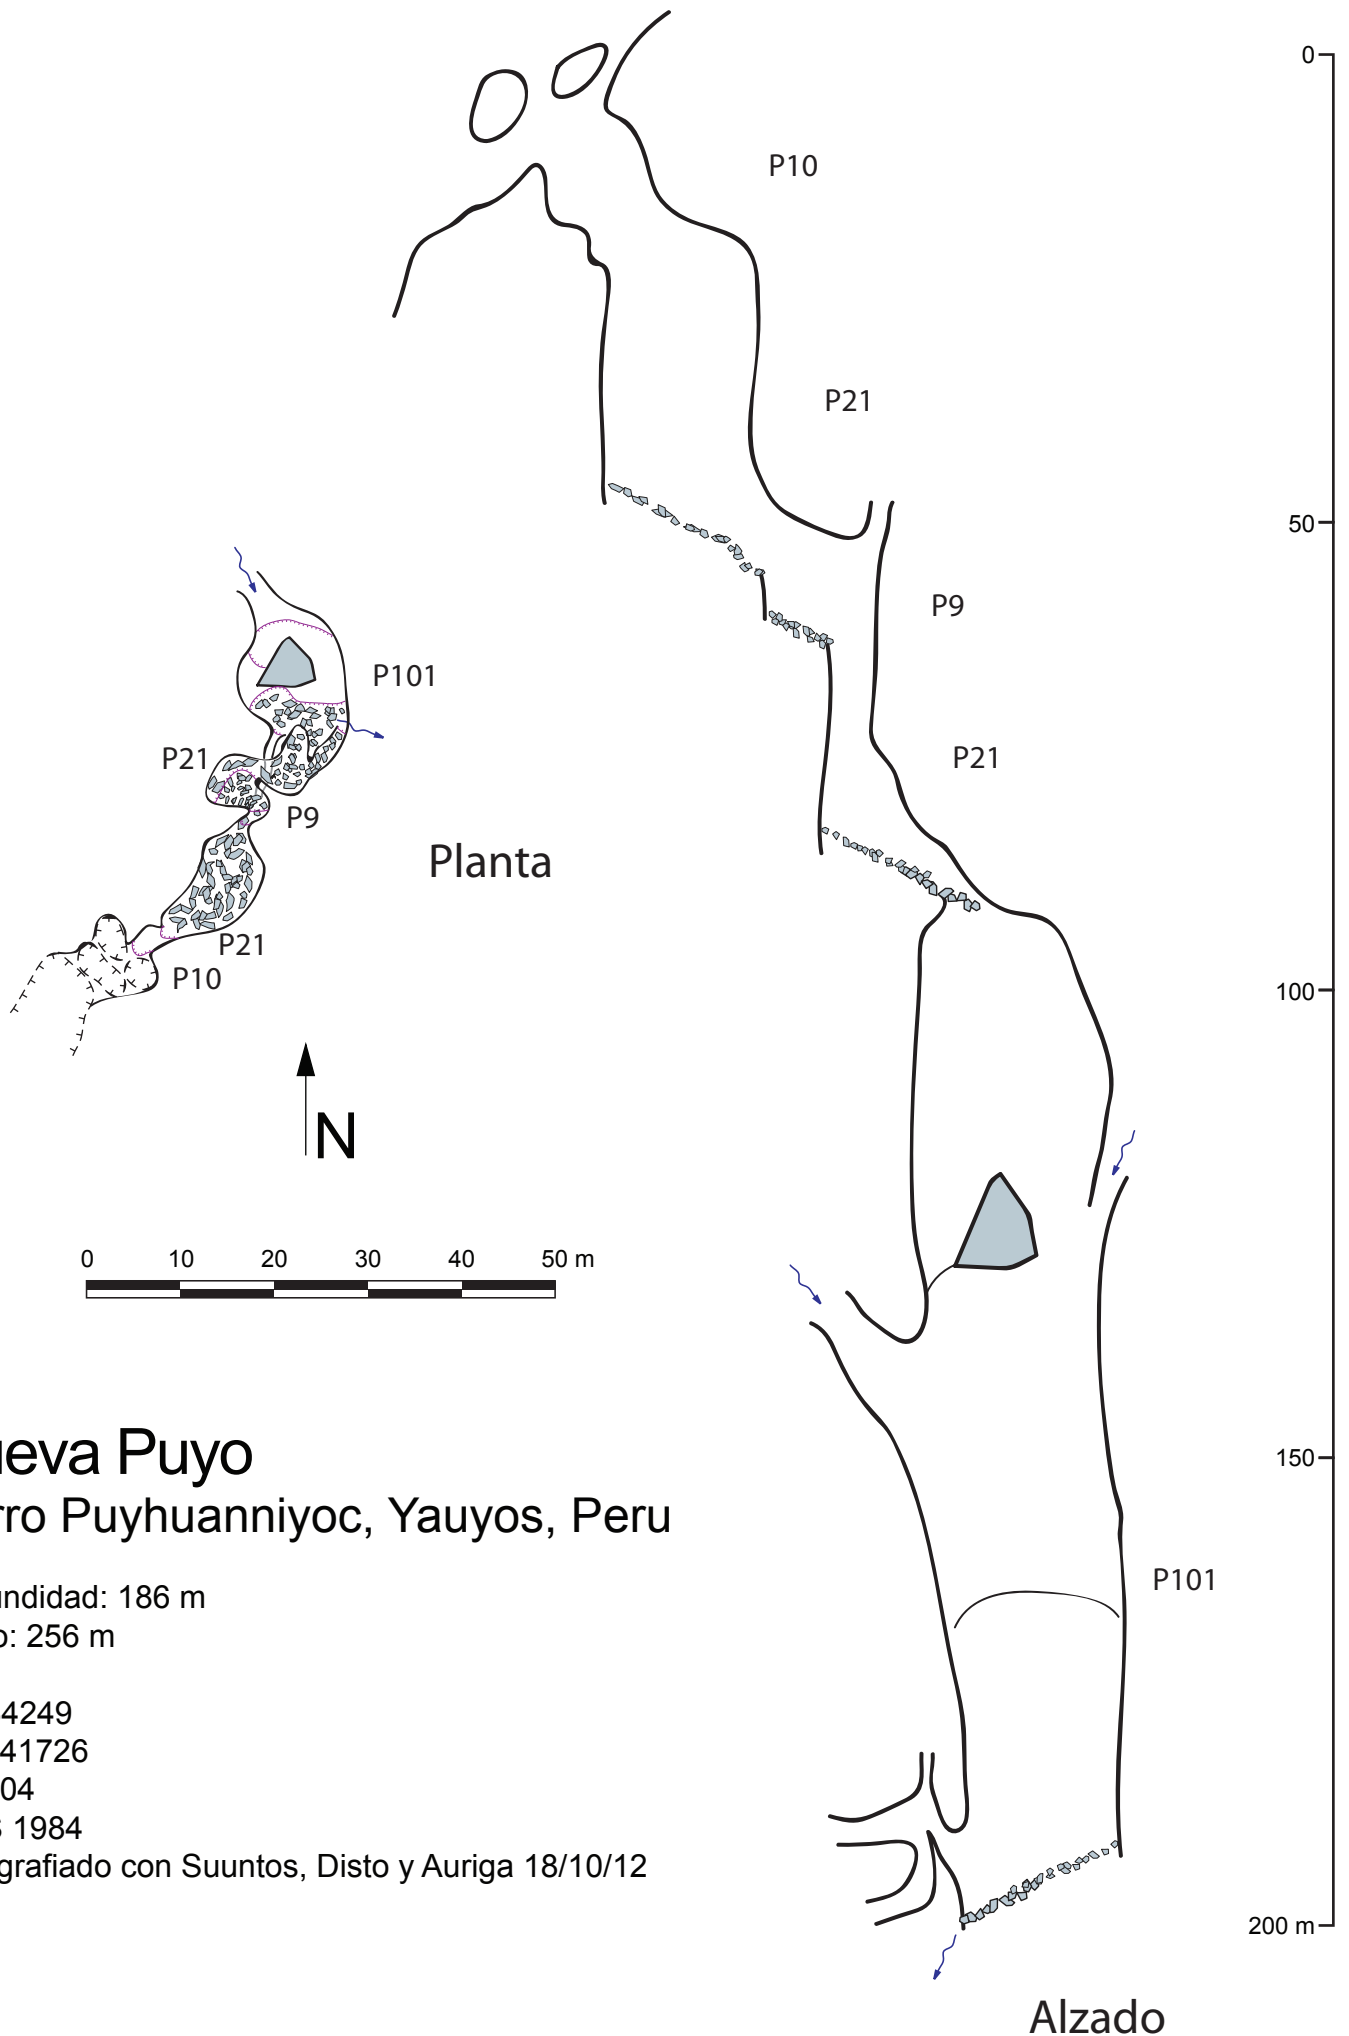 0
P10
P21
50
P9
P101
P21
P21
P9
Planta
P21
P10
100
N
0 10 20 30 40 50 m
ueva Puyo
150
rro Puyhuanniyoc, Yauyos, Peru
P101
undidad: 186 m
o: 256 m
4249
41726
04
1984
grafiado con Suuntos, Disto y Auriga 18/10/12
200 m
Alzado